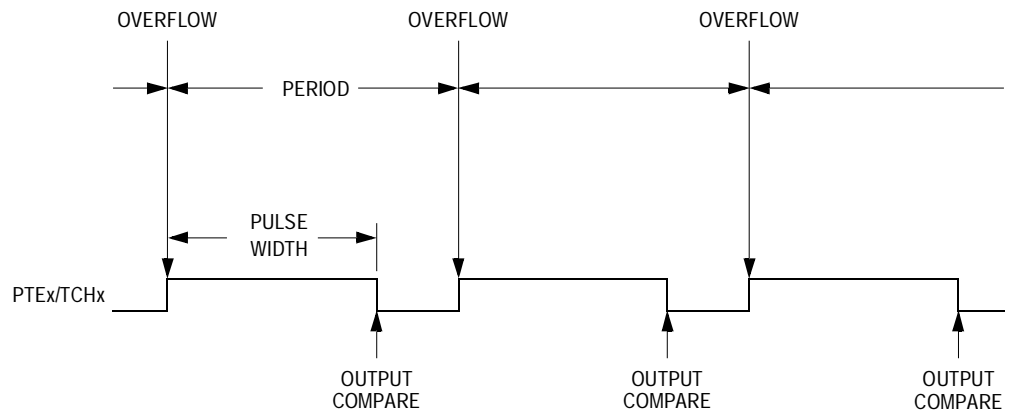 OVERFLOW
OVERFLOW
OVERFLOW
PERIOD
PULSE
WIDTH
PTEx/TCHx
OUTPUT
COMPARE
OUTPUT
COMPARE
OUTPUT
COMPARE